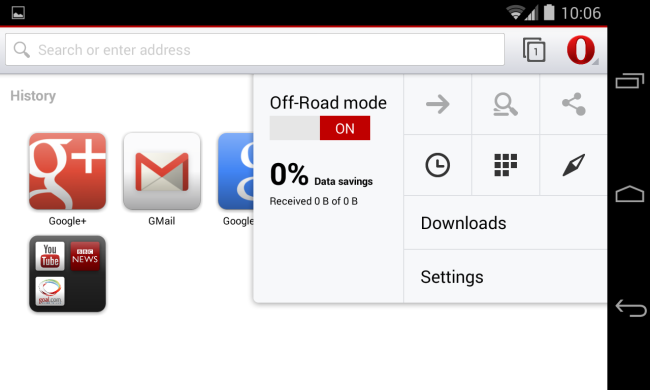 10:06
Search or enter address
1
History
Off-Road mode
ON
0% Data savings
Received 0 B of 0 B
Downloads
Settings
g+
Google+
GMail
g
Google
You
Tube
BBC
NEWS
goal.com